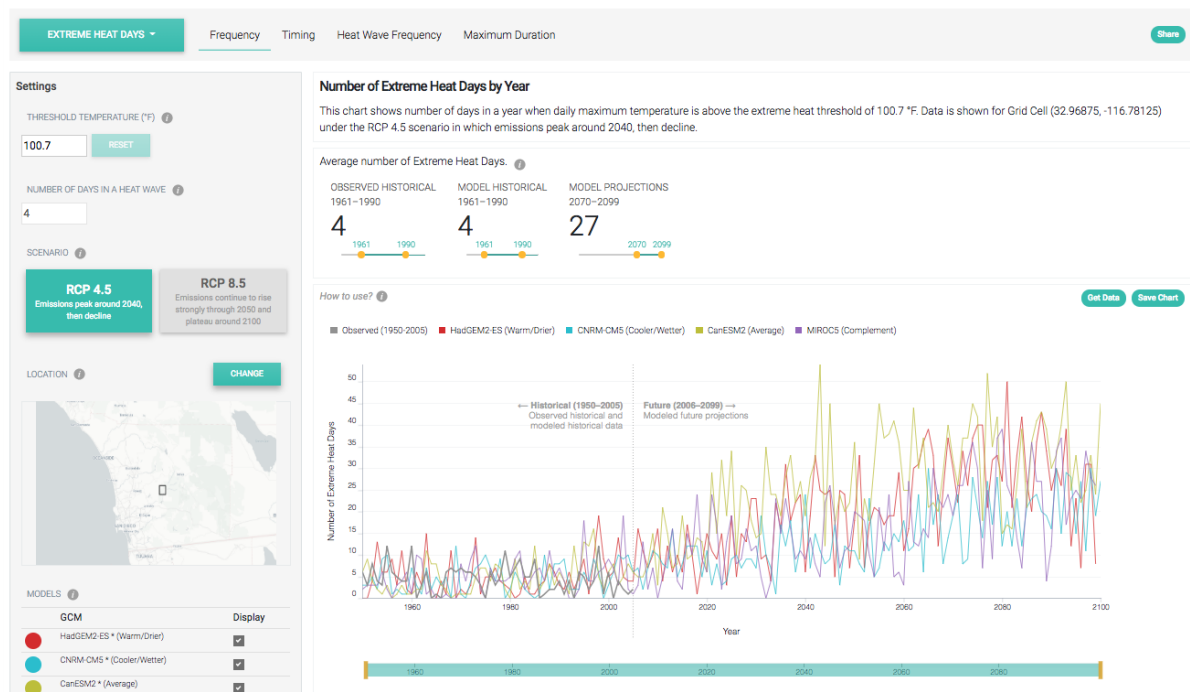 EXTREME HEAT DAYS
Frequency
Timing
Heat Wave Frequency
Maximum Duration
Share
Settings
THRESHOLD TEMPERATURE (°F) i
100.7
RESET
NUMBER OF DAYS IN A HEAT WAVE i
4
SCENARIO i
RCP 4.5
Emissions peak around 2040,
then decline
RCP 8.5
Emissions continue to rise
strongly through 2050 and
plateau around 2100
LOCATION i
CHANGE
MODELS i
GCM Display
HadGEM2-ES * (Warm/Drier)
CNRM-CM5 * (Cooler/Wetter)
CanESM2 * (Average)
Number of Extreme Heat Days by Year
This chart shows number of days in a year when daily maximum temperature is above the extreme heat threshold of 100.7 °F. Data is shown for Grid Cell (32.96875, -116.78125)
under the RCP 4.5 scenario in which emissions peak around 2040, then decline.
Average number of Extreme Heat Days. i
OBSERVED HISTORICAL
1961–1990
4
1961 1990
MODEL HISTORICAL
1961–1990
4
1961 1990
MODEL PROJECTIONS
2070–2099
27
2070 2099
How to use? i
Get Data
Save Chart
Observed (1950-2005)
HadGEM2-ES (Warm/Drier)
CNRM-CM5 (Cooler/Wetter)
CanESM2 (Average)
MIROC5 (Complement)
Number of Extreme Heat Days
50
45
40
35
30
25
20
15
10
5
0
← Historical (1950–2005)
Observed historical and
modeled historical data
Future (2006–2099) →
Modeled future projections
1960 1980 2000 2020 2040 2060 2080 2100
Year
1960 1980 2000 2020 2040 2060 2080